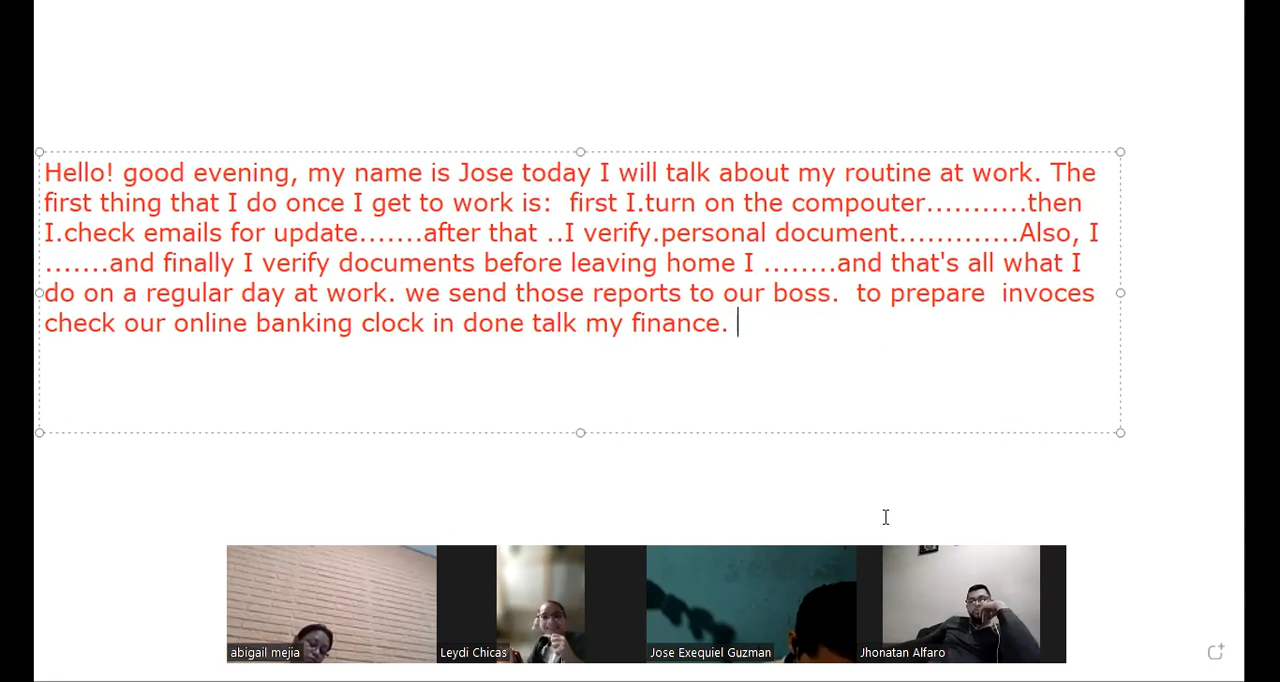 Hello! good evening, my name is Jose today I will talk about my routine at work. The
first thing that I do once I get to work is:  first I.turn on the compouter...........then
I.check emails for update.......after that ..I verify.personal document.............Also, I
.......and finally I verify documents before leaving home I ........and that's all what I
do on a regular day at work. we send those reports to our boss.  to prepare  invoces
check our online banking clock in done talk my finance.
abigail mejia
Leydi Chicas
Jose Exequiel Guzman
Jhonatan Alfaro